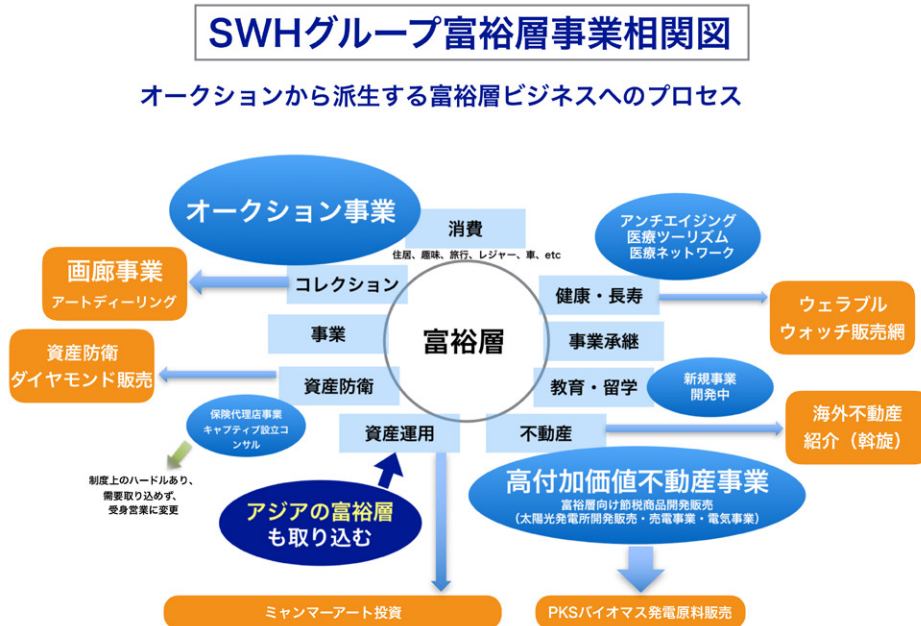 SWHグループ富裕層事業相関図
オークションから派生する富裕層ビジネスへのプロセス
オークション事業
消費
住居、趣味、旅行、レジャー、車、etc
アンチエイジング
医療ツーリズム
医療ネットワーク
画廊事業
アートディーリング
コレクション
健康・長寿
ウェラブル
ウォッチ販売網
事業
富裕層
事業承継
資産防衛
ダイヤモンド販売
資産防衛
教育・留学
新規事業
開発中
保険代理店事業
キャプティブ設立コ
ンサル
資産運用
不動産
海外不動産
紹介（斡旋）
制度上のハードルあり、
需要取り込めず、
受身営業に変更
アジアの富裕層
も取り込む
高付加価値不動産事業
富裕層向け節税商品開発販売
（太陽光発電所開発販売・売電事業・電気事業）
ミャンマーアート投資
PKSバイオマス発電原料販売